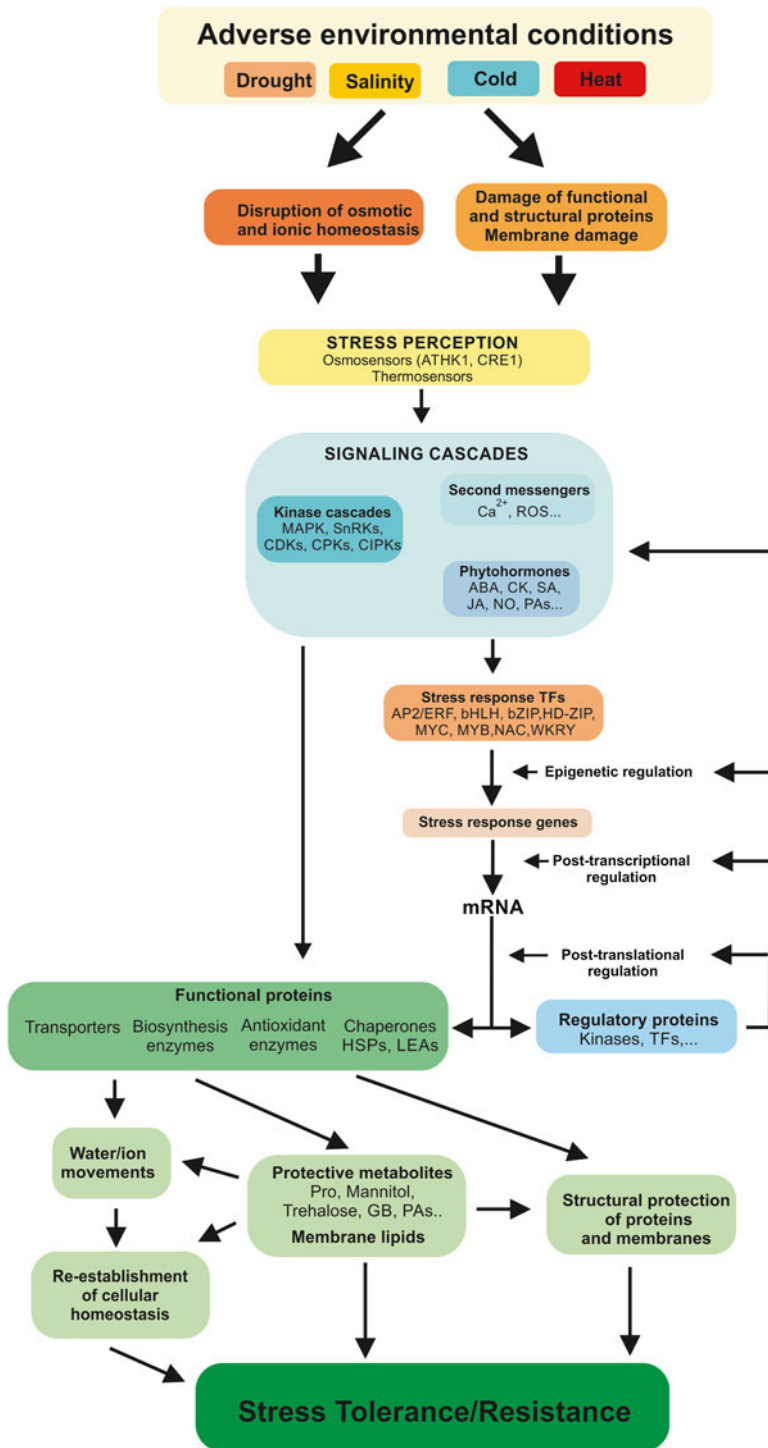 Adverse environmental conditions
Drought
Salinity
Cold
Heat
Disruption of osmotic
and ionic homeostasis
Damage of functional
and structural proteins
Membrane damage
STRESS PERCEPTION
Osmosensors (ATHK1, CRE1)
Thermosensors
SIGNALING CASCADES
Kinase cascades
MAPK, SnRKs,
CDKs, CPKs, CIPKs
Second messengers
Ca²⁺, ROS...
Phytohormones
ABA, CK, SA,
JA, NO, PAs...
Stress response TFs
AP2/ERF, bHLH, bZIP,HD-ZIP,
MYC, MYB,NAC,WKRY
Epigenetic regulation
Stress response genes
Post-transcriptional
regulation
mRNA
Post-translational
regulation
Functional proteins
Transporters
Biosynthesis
enzymes
Antioxidant
enzymes
Chaperones
HSPs, LEAs
Regulatory proteins
Kinases, TFs,...
Water/ion
movements
Protective metabolites
Pro, Mannitol,
Trehalose, GB, PAs..
Membrane lipids
Structural protection
of proteins
and membranes
Re-establishment
of cellular
homeostasis
Stress Tolerance/Resistance